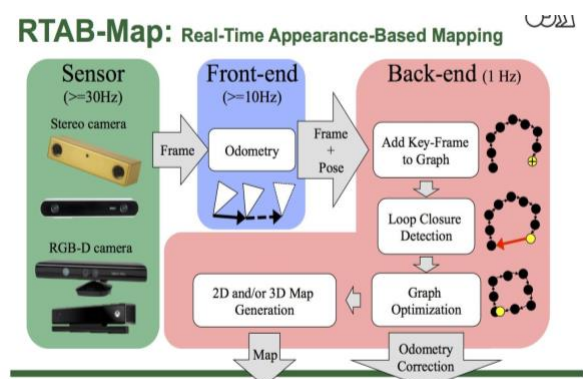 RTAB-Map: Real-Time Appearance-Based Mapping
Sensor
(>=30Hz)
Stereo camera
RGB-D camera
Frame
Front-end
(>=10Hz)
Odometry
Frame
+
Pose
Back-end (1 Hz)
Add Key-Frame
to Graph
Loop Closure
Detection
Graph
Optimization
2D and/or 3D Map
Generation
Map
Odometry
Correction